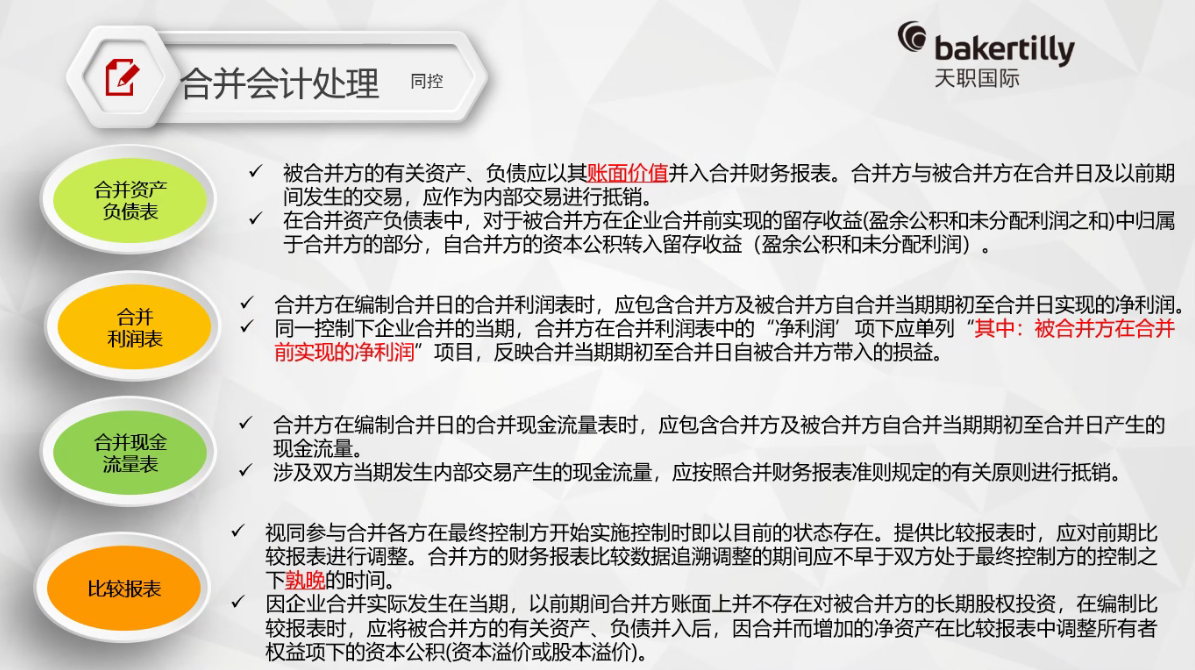 合并会计处理 同控
bakertilly
天职国际
合并资产
负债表
✓ 被合并方的有关资产、负债应以其账面价值并入合并财务报表。合并方与被合并方在合并日及以前期
间发生的交易，应作为内部交易进行抵销。
✓ 在合并资产负债表中，对于被合并方在企业合并前实现的留存收益(盈余公积和未分配利润之和)中归属
于合并方的部分，自合并方的资本公积转入留存收益（盈余公积和未分配利润）。
合并
利润表
✓ 合并方在编制合并日的合并利润表时，应包含合并方及被合并方自合并当期期初至合并日实现的净利润。
✓ 同一控制下企业合并的当期，合并方在合并利润表中的“净利润’项下应单列“其中：被合并方在合并
前实现的净利润”项目，反映合并当期期初至合并日自被合并方带入的损益。
合并现金
流量表
✓ 合并方在编制合并日的合并现金流量表时，应包含合并方及被合并方自合并当期期初至合并日产生的
现金流量。
✓ 涉及双方当期发生内部交易产生的现金流量，应按照合并财务报表准则规定的有关原则进行抵销。
比较报表
✓ 视同参与合并各方在最终控制方开始实施控制时即以目前的状态存在。提供比较报表时，应对前期比
较报表进行调整。合并方的财务报表比较数据追溯调整的期间应不早于双方处于最终控制方的控制之
下孰晚的时间。
✓ 因企业合并实际发生在当期，以前期间合并方账面上并不存在对被合并方的长期股权投资，在编制比
较报表时，应将被合并方的有关资产、负债并入后，因合并而增加的净资产在比较报表中调整所有者
权益项下的资本公积(资本溢价或股本溢价)。